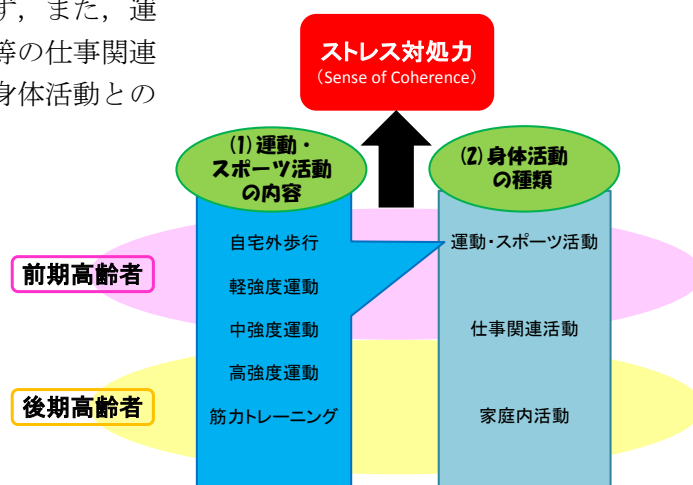 ず，また，運
等の仕事関連
身体活動との
ストレス対処力
（Sense of Coherence）
(1)運動・
スポーツ活動
の内容
(2)身体活動
の種類
前期高齢者
自宅外歩行
軽強度運動
中強度運動
高強度運動
筋力トレーニング
運動・スポーツ活動
仕事関連活動
家庭内活動
後期高齢者